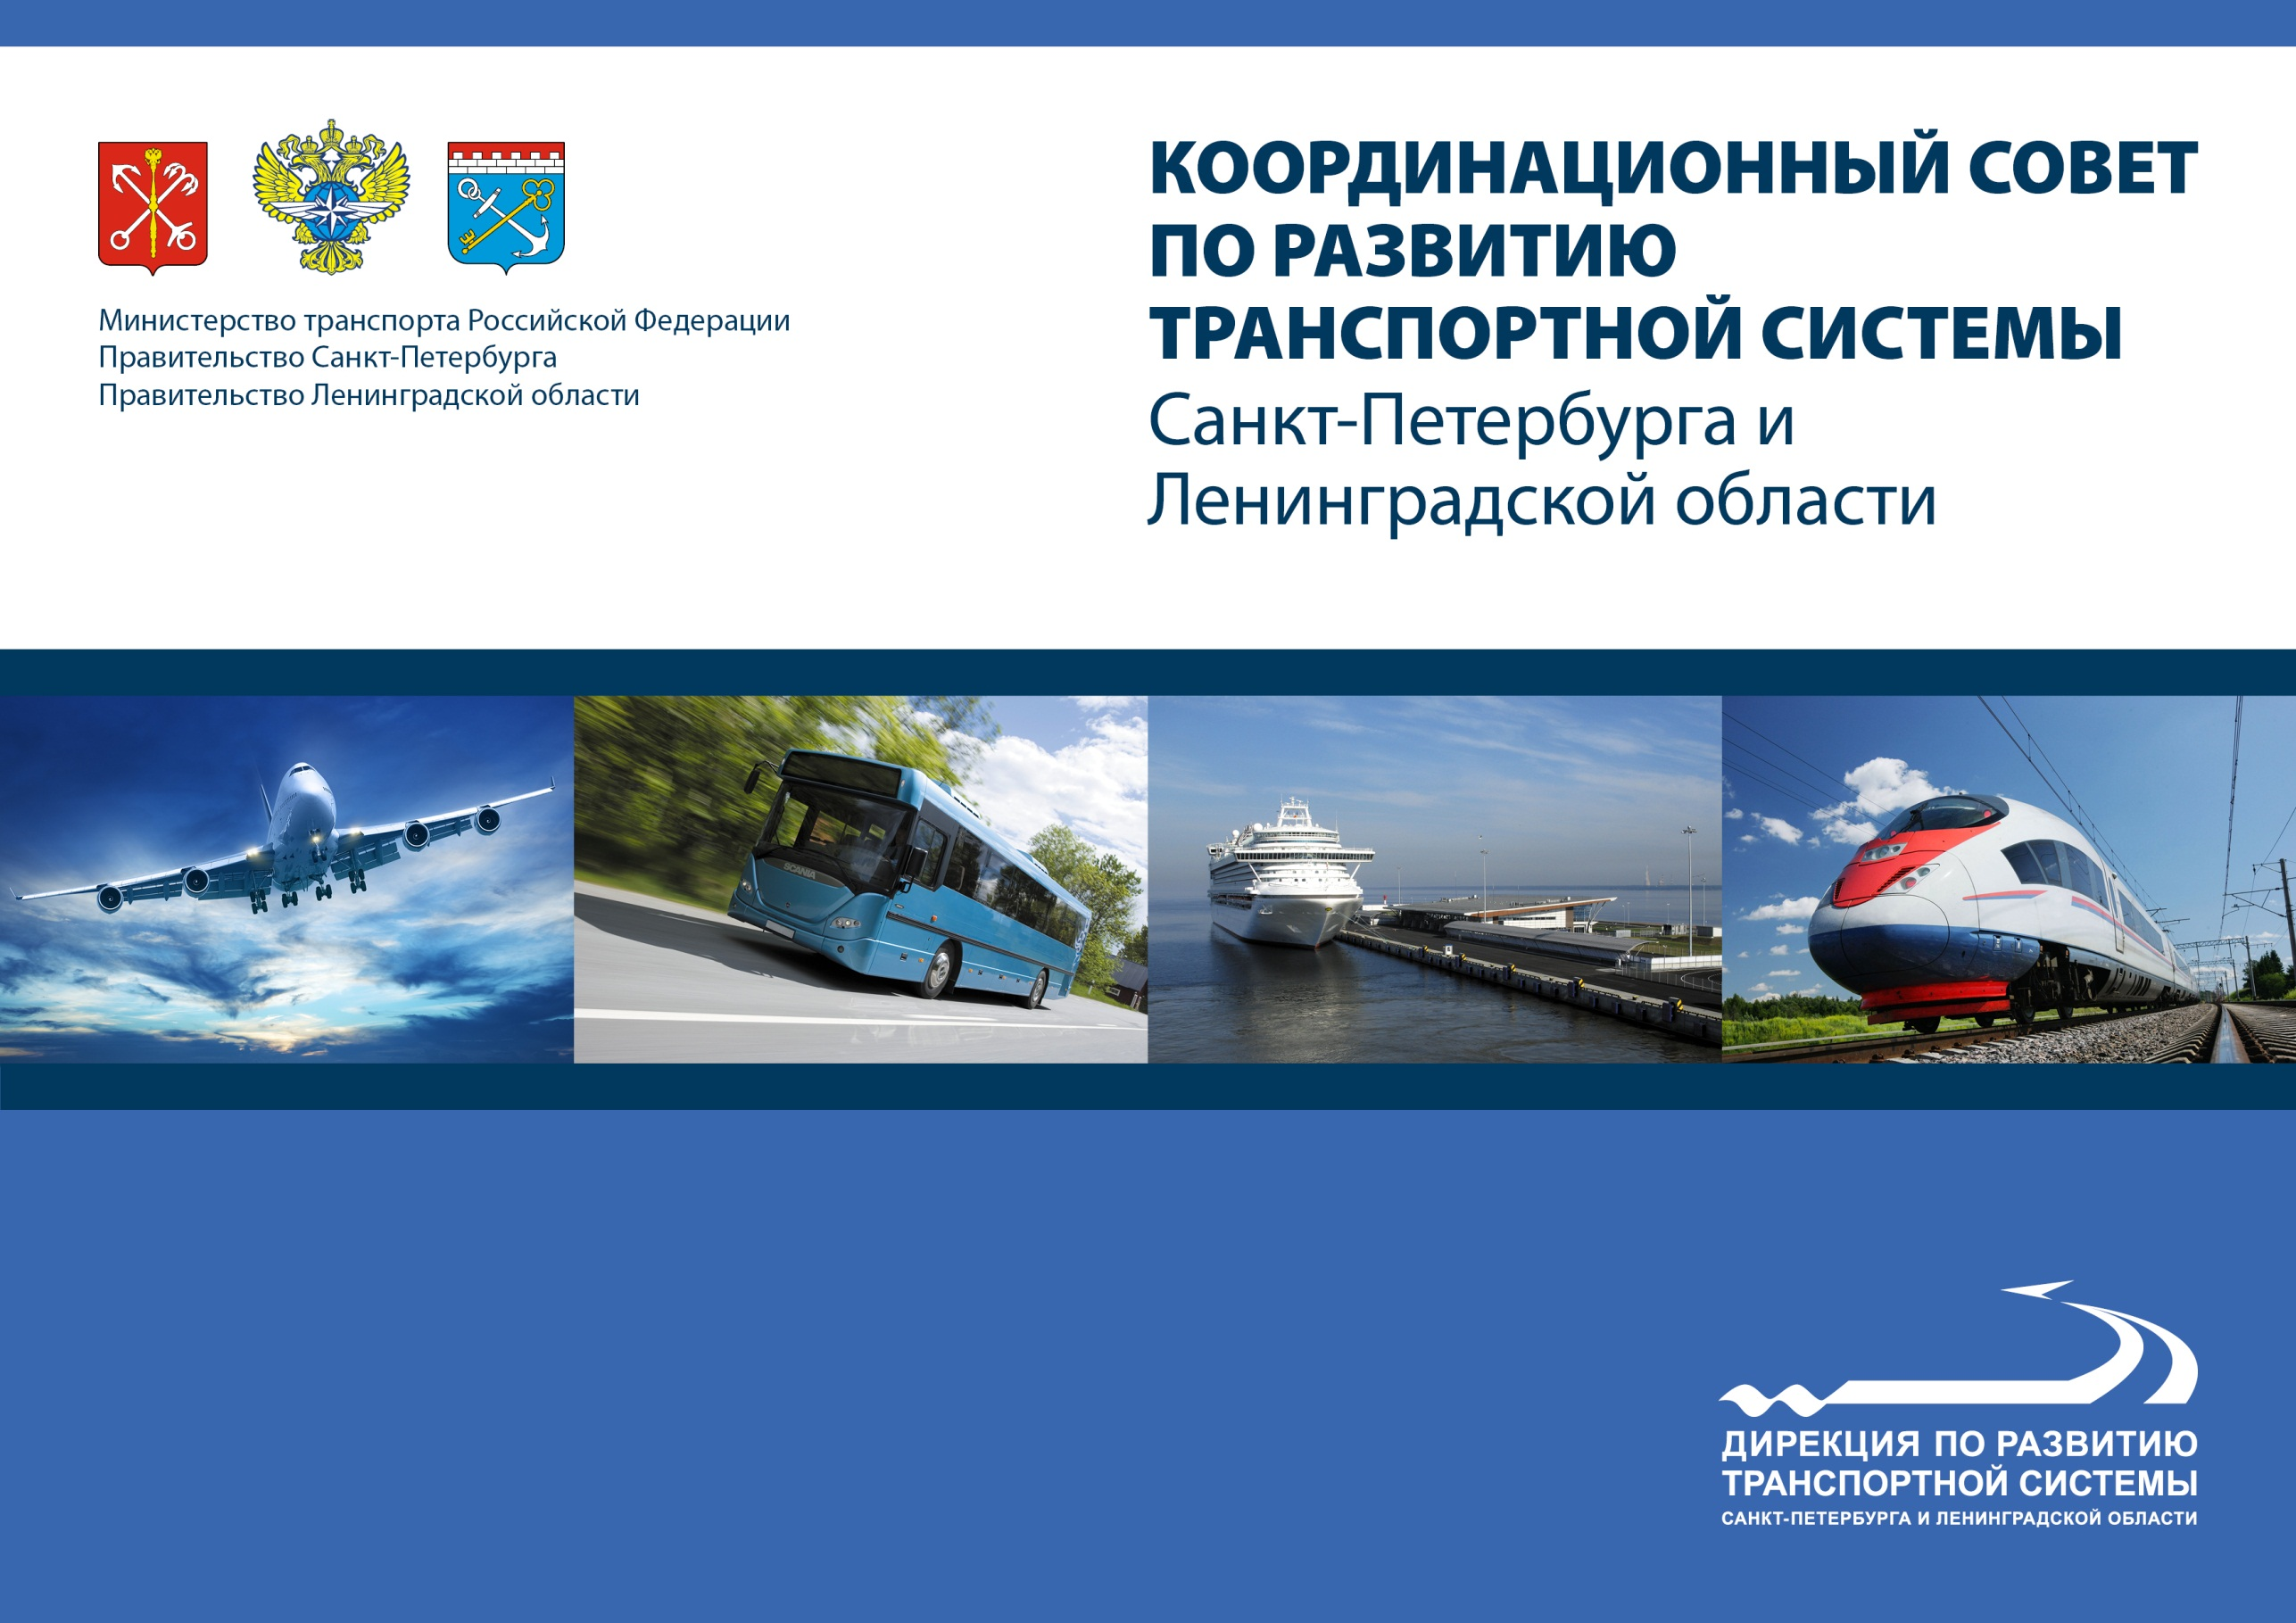 Министерство транспорта Российской Федерации
Правительство Санкт-Петербурга
Правительство Ленинградской области
КООРДИНАЦИОННЫЙ СОВЕТ
ПО РАЗВИТИЮ
ТРАНСПОРТНОЙ СИСТЕМЫ
Санкт-Петербурга и
Ленинградской области
SCANIA
ДИРЕКЦИЯ ПО РАЗВИТИЮ
ТРАНСПОРТНОЙ СИСТЕМЫ
САНКТ-ПЕТЕРБУРГА И ЛЕНИНГРАДСКОЙ ОБЛАСТИ